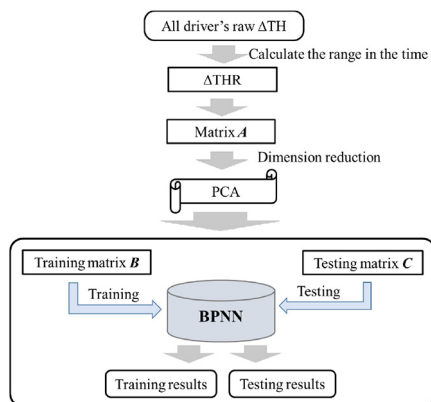 All driver's raw ΔTH
Calculate the range in the time
ΔTHR
Matrix A
Dimension reduction
PCA
Training matrix B
Testing matrix C
Training
Testing
BPNN
Training results
Testing results